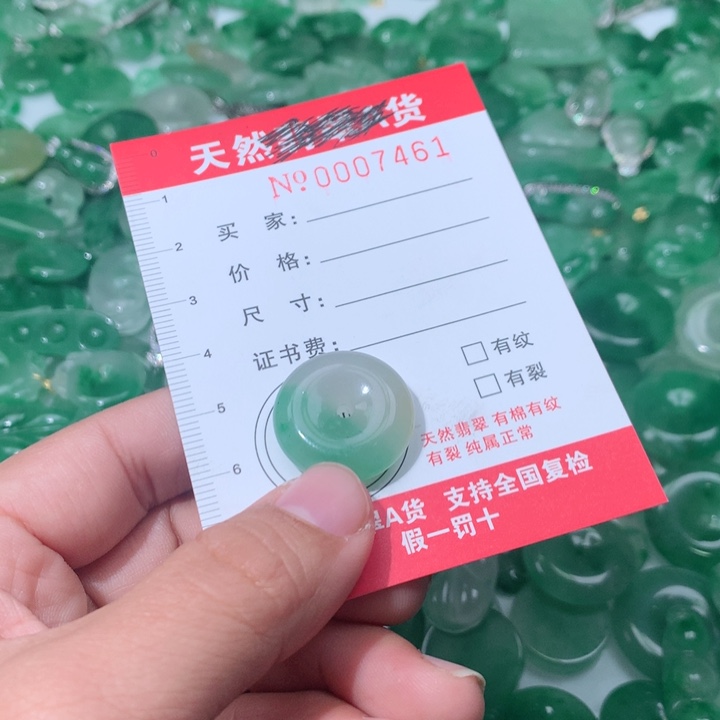 天然 货
№0007461
买 家:
价 格:
尺 寸:
证书费:
有纹
有裂
天然翡翠 有棉有纹
有裂 纯属正常
A货 支持全国复检
假一罚十
0
1
2
3
4
5
6